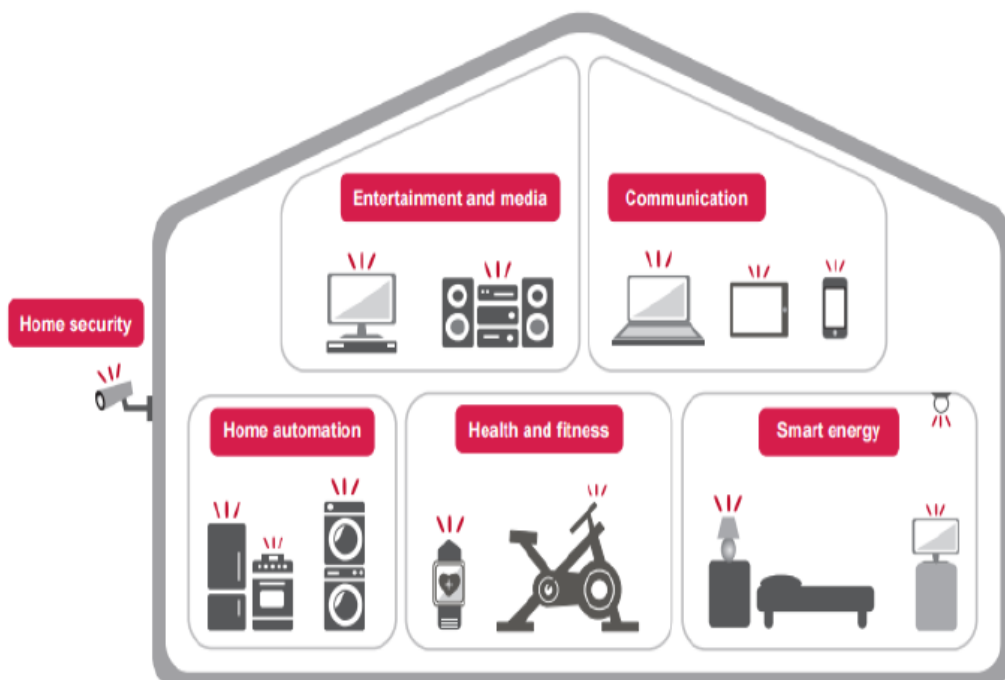 Entertainment and media
Communication
Home security
Home automation
Health and fitness
Smart energy